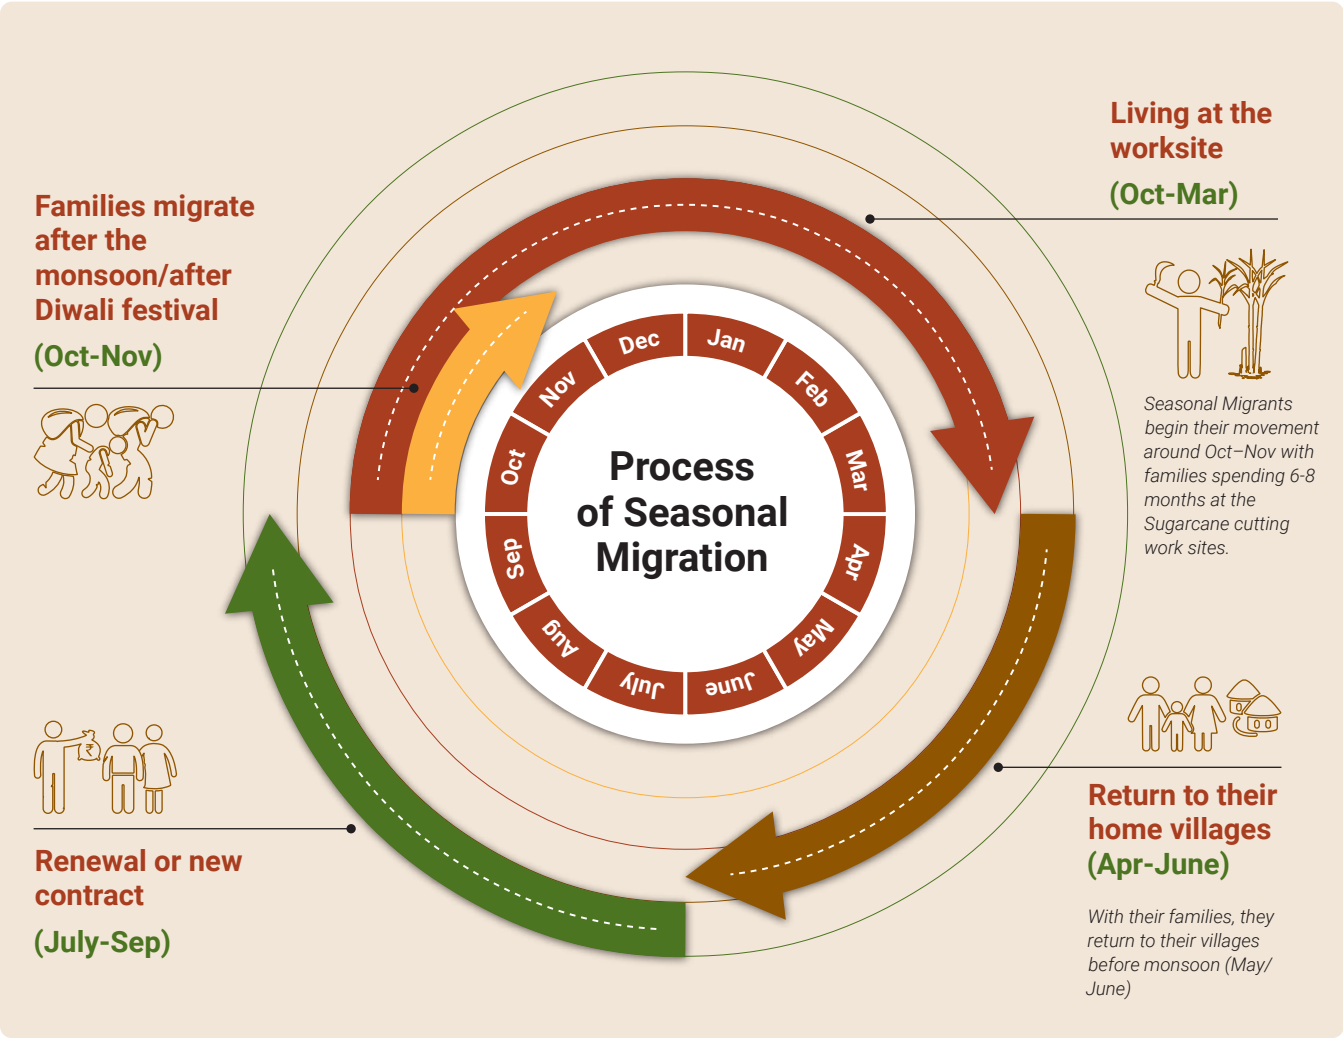 Living at the
worksite
(Oct-Mar)
Families migrate
after the
monsoon/after
Diwali festival
(Oct-Nov)
Seasonal Migrants
begin their movement
around Oct–Nov with
families spending 6-8
months at the
Sugarcane cutting
work sites.
Process
of Seasonal
Migration
Jan
Feb
Mar
Apr
May
June
July
Aug
Sep
Oct
Nov
Dec
₹
Return to their
home villages
(Apr-June)
With their families, they
return to their villages
before monsoon (May/
June)
Renewal or new
contract
(July-Sep)